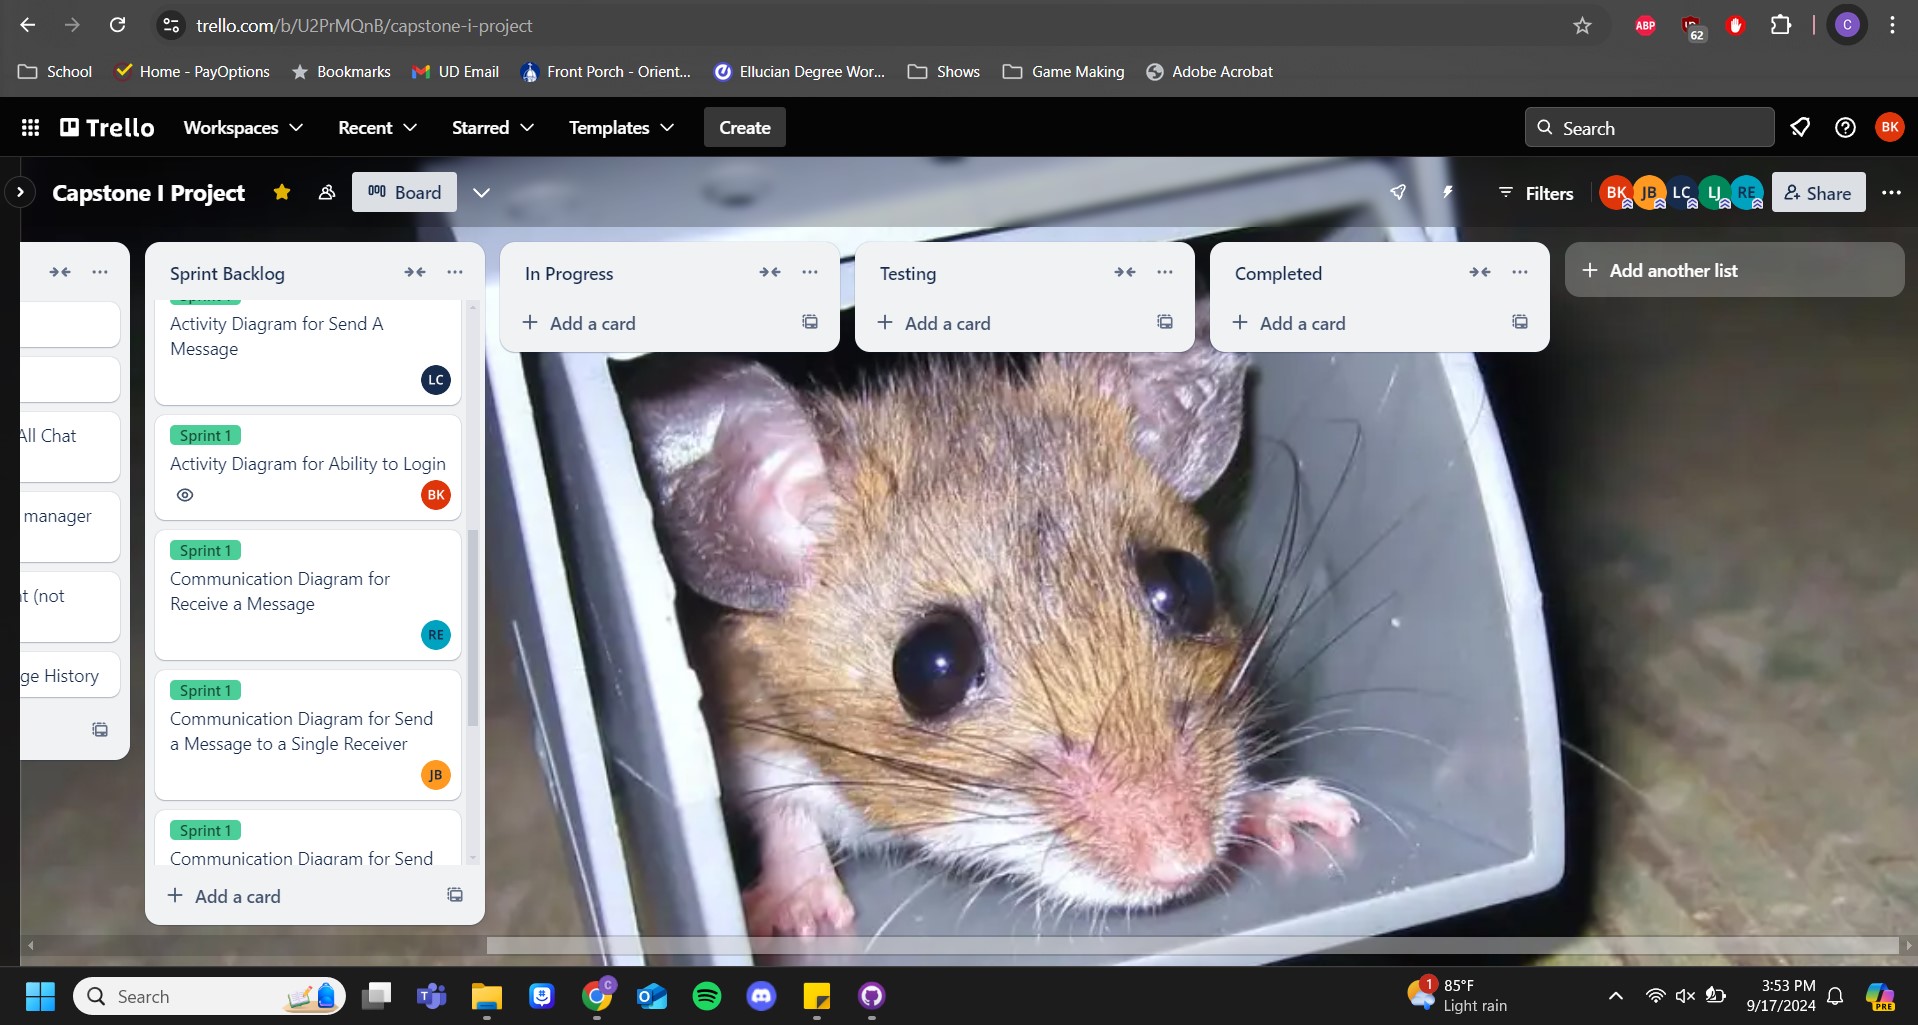 trello.com/b/U2PrMQnB/capstone-i-project
ABP
62
C
School
Home - PayOptions
Bookmarks
UD Email
Front Porch - Orient...
Ellucian Degree Wor...
Shows
Game Making
Adobe Acrobat
Trello
Workspaces
Recent
Starred
Templates
Create
Search
BK
Capstone I Project
Board
Filters
BK
JB
LC
LJ
RE
Share
All Chat
manager
(not
History
Sprint Backlog
Sprint 1
Activity Diagram for Send A
Message
LC
Sprint 1
Activity Diagram for Ability to Login
BK
Sprint 1
Communication Diagram for
Receive a Message
RE
Sprint 1
Communication Diagram for Send
a Message to a Single Receiver
JB
Sprint 1
Communication Diagram for Send
+ Add a card
In Progress
+ Add a card
Testing
+ Add a card
Completed
+ Add a card
+ Add another list
Search
C
1
85°F
Light rain
3:53 PM
9/17/2024
PRE